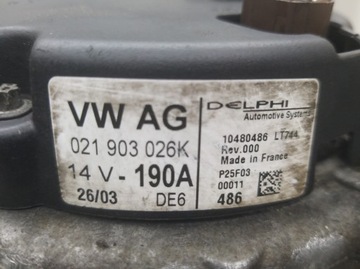 VW AG
021 903 026K
14 V - 190A
26/03 DE6
DELPHI
Automotive Systems
10480486 LT744
Rev.000
Made in France
P25F03
00011
486